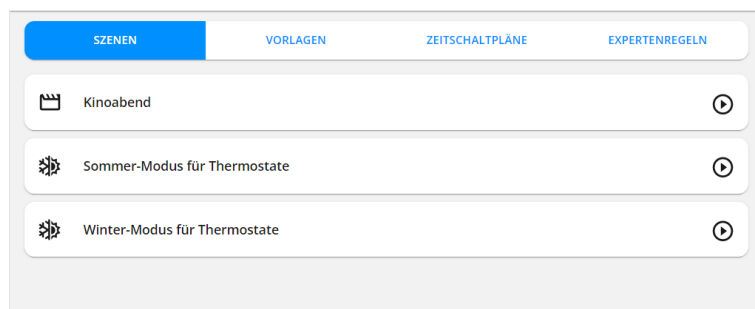 SZENEN VORLAGEN ZEITSCHALTPLÄNE EXPERTENREGELN
Kinoabend
Sommer-Modus für Thermostate
Winter-Modus für Thermostate